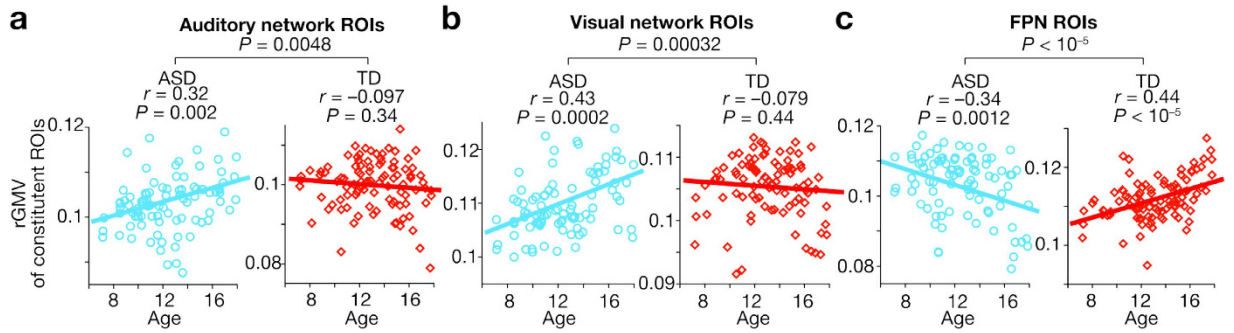 a
Auditory network ROIs
P = 0.0048
ASD
r = 0.32
P = 0.002
TD
r = −0.097
P = 0.34
rGMV
of constitutent ROIs
0.12
0.1
8
12
16
Age
0.1
0.08
8
12
16
Age
b
Visual network ROIs
P = 0.00032
ASD
r = 0.43
P = 0.0002
TD
r = −0.079
P = 0.44
0.12
0.11
0.1
8
12
16
Age
0.11
0.1
0.09
8
12
16
Age
c
FPN ROIs
P < 10⁻⁵
ASD
r = −0.34
P = 0.0012
TD
r = 0.44
P < 10⁻⁵
0.12
0.1
0.08
8
12
16
Age
0.12
0.1
8
12
16
Age